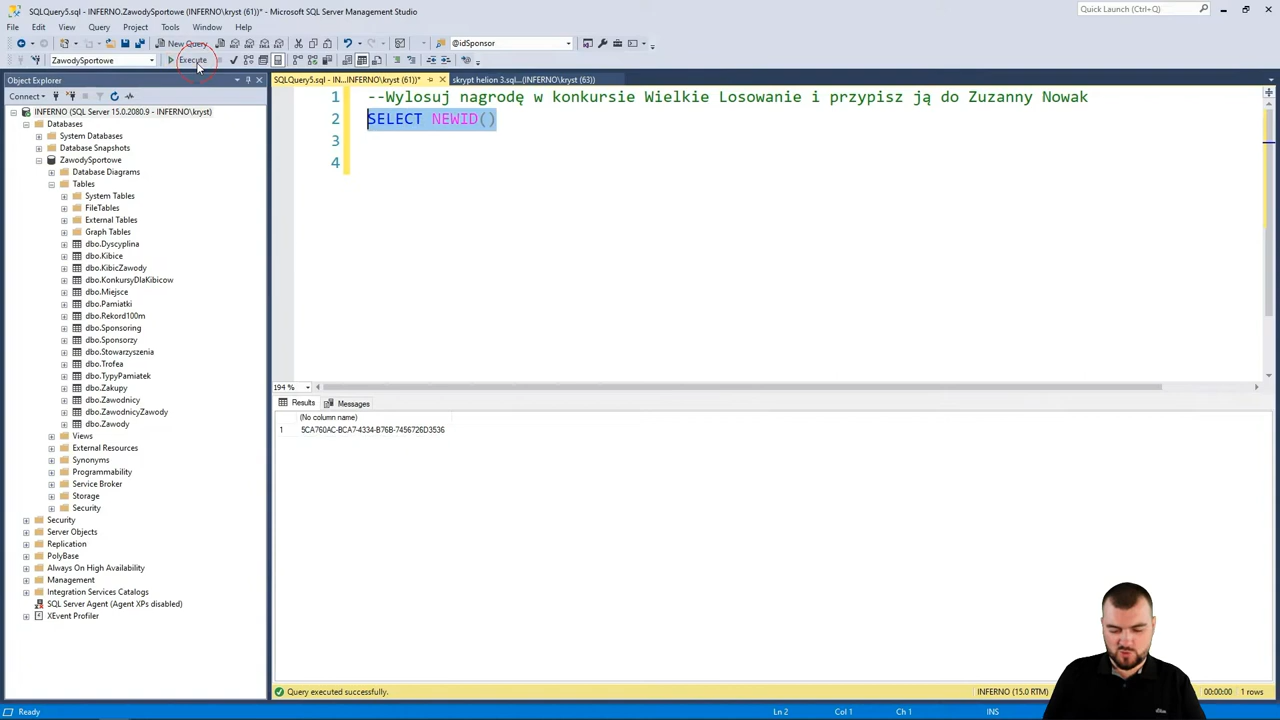 SQLQuery5.sql - INFERNO.ZawodySportowe (INFERNO\kryst (61))* - Microsoft SQL Server Management Studio
Quick Launch (Ctrl+Q)
File Edit View Query Project Tools Window Help
New Query
@idSponsor
ZawodySportowe
Execute
Object Explorer
SQLQuery5.sql - IN...INFERNO\kryst (61))*
skrypt helion 3.sql...(INFERNO\kryst (63))
Connect
INFERNO (SQL Server 15.0.2080.9 - INFERNO\kryst)
Databases
System Databases
Database Snapshots
ZawodySportowe
Database Diagrams
Tables
System Tables
FileTables
External Tables
Graph Tables
dbo.Dyscyplina
dbo.Kibice
dbo.KibicZawody
dbo.KonkursyDlaKibicow
dbo.Miejsce
dbo.Pamiatki
dbo.Rekord100m
dbo.Sponsoring
dbo.Sponsorzy
dbo.Stowarzyszenia
dbo.Trofea
dbo.TypyPamiatek
dbo.Zakupy
dbo.Zawodnicy
dbo.ZawodnicyZawody
dbo.Zawody
Views
External Resources
Synonyms
Programmability
Service Broker
Storage
Security
Security
Server Objects
Replication
PolyBase
Always On High Availability
Management
Integration Services Catalogs
SQL Server Agent (Agent XPs disabled)
XEvent Profiler
1 --Wylosuj nagrodę w konkursie Wielkie Losowanie i przypisz ją do Zuzanny Nowak
2 SELECT NEWID()
3
4
194 %
Results Messages
(No column name)
1 5CA760AC-BCA7-4334-B76B-7456726D3536
Query executed successfully.
INFERNO (15.0 RTM)
00:00:00
1 rows
Ready
Ln 2
Col 1
Ch 1
INS